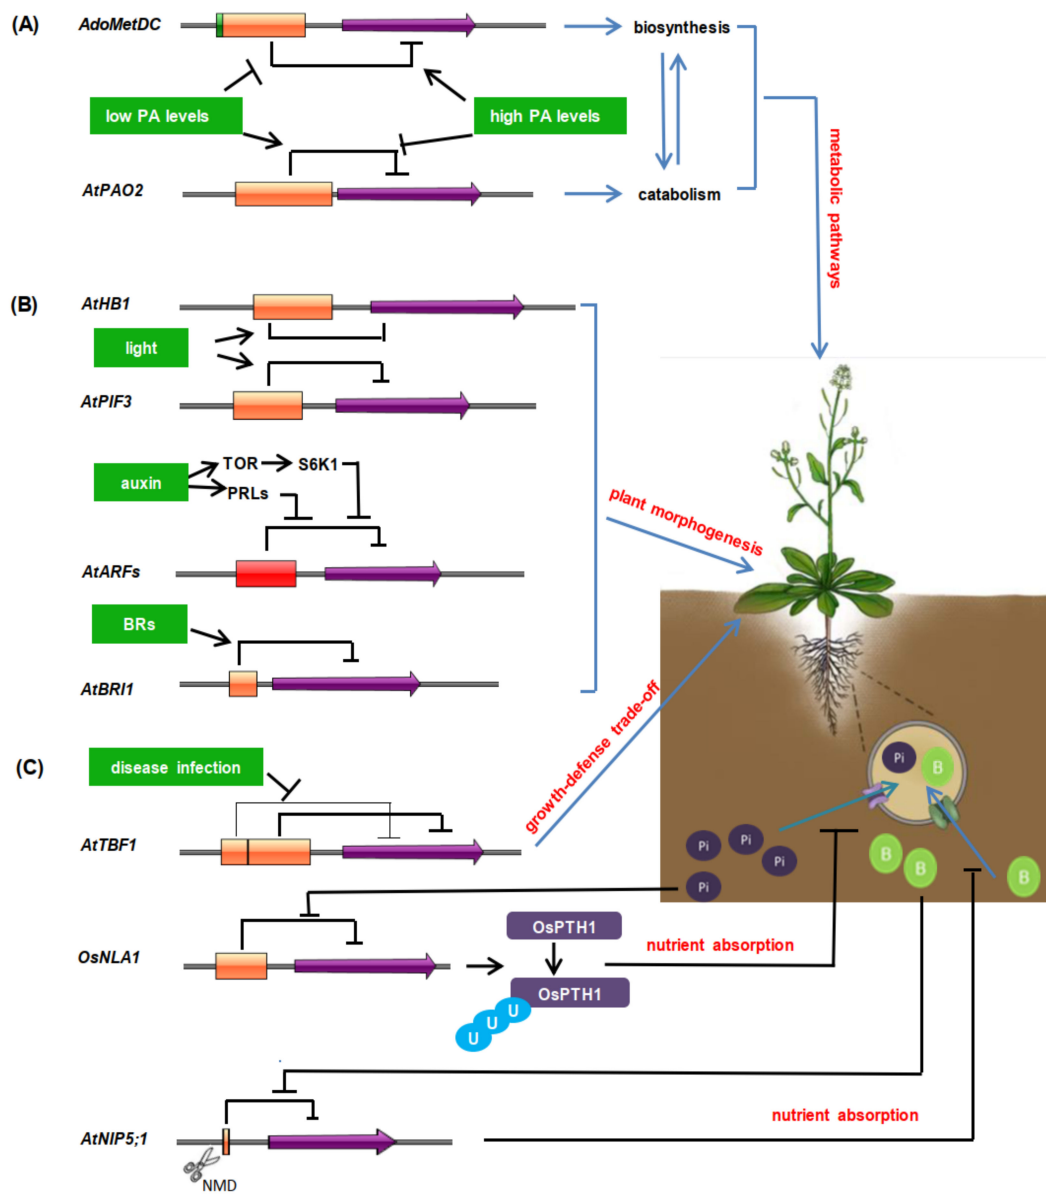 (A)
AdoMetDC
biosynthesis
low PA levels
high PA levels
AtPAO2
catabolism
metabolic pathways
(B)
AtHB1
light
AtPIF3
auxin
TOR
S6K1
PRLs
plant morphogenesis
AtARFs
BRs
AtBRI1
growth-defense trade-off
(C)
disease infection
Pi
B
AtTBF1
Pi
Pi
Pi
B
B
B
Pi
OsPTH1
nutrient absorption
OsNLA1
OsPTH1
U
U
U
nutrient absorption
AtNIP5;1
NMD